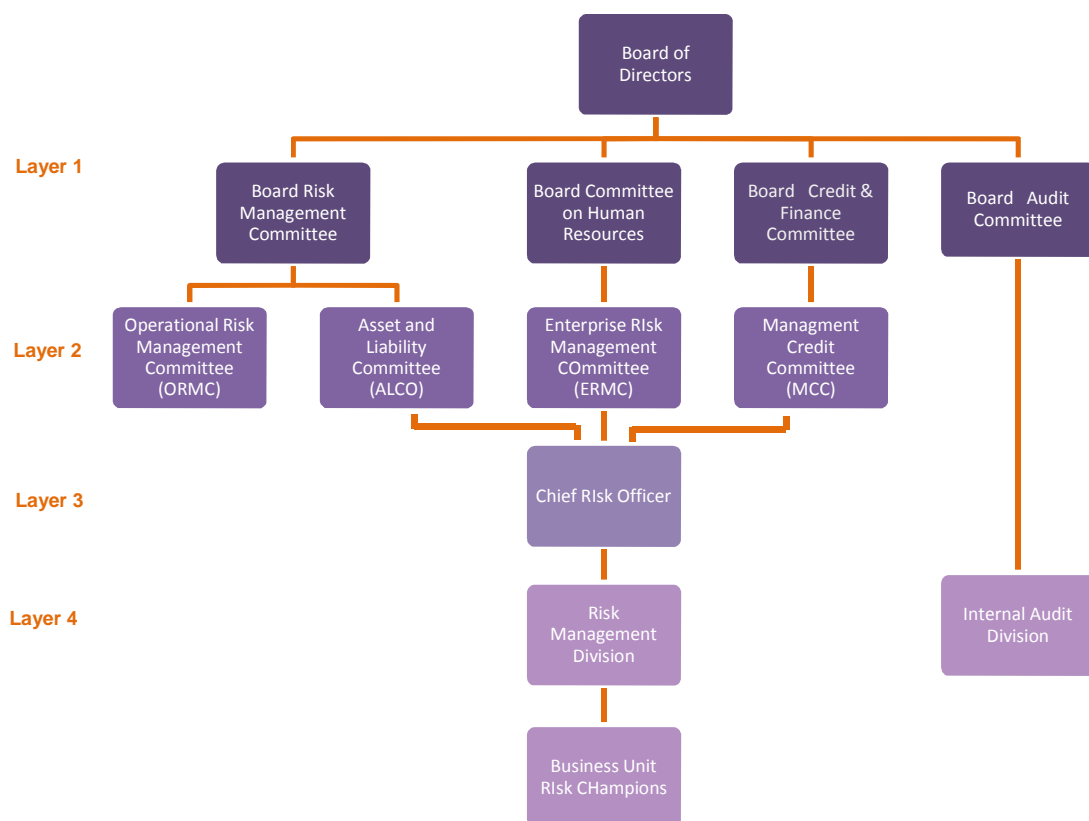 Board of
Directors
Layer 1
Board Risk
Management
Committee
Board Committee
on Human
Resources
Board Credit &
Finance
Committee
Board Audit
Committee
Layer 2
Operational Risk
Management
Committee
(ORMC)
Asset and
Liability
Committee
(ALCO)
Enterprise RIsk
Management
COmmittee
(ERMC)
Managment
Credit
Committee
(MCC)
Layer 3
Chief RIsk Officer
Layer 4
Risk
Management
Division
Internal Audit
Division
Business Unit
RIsk CHampions